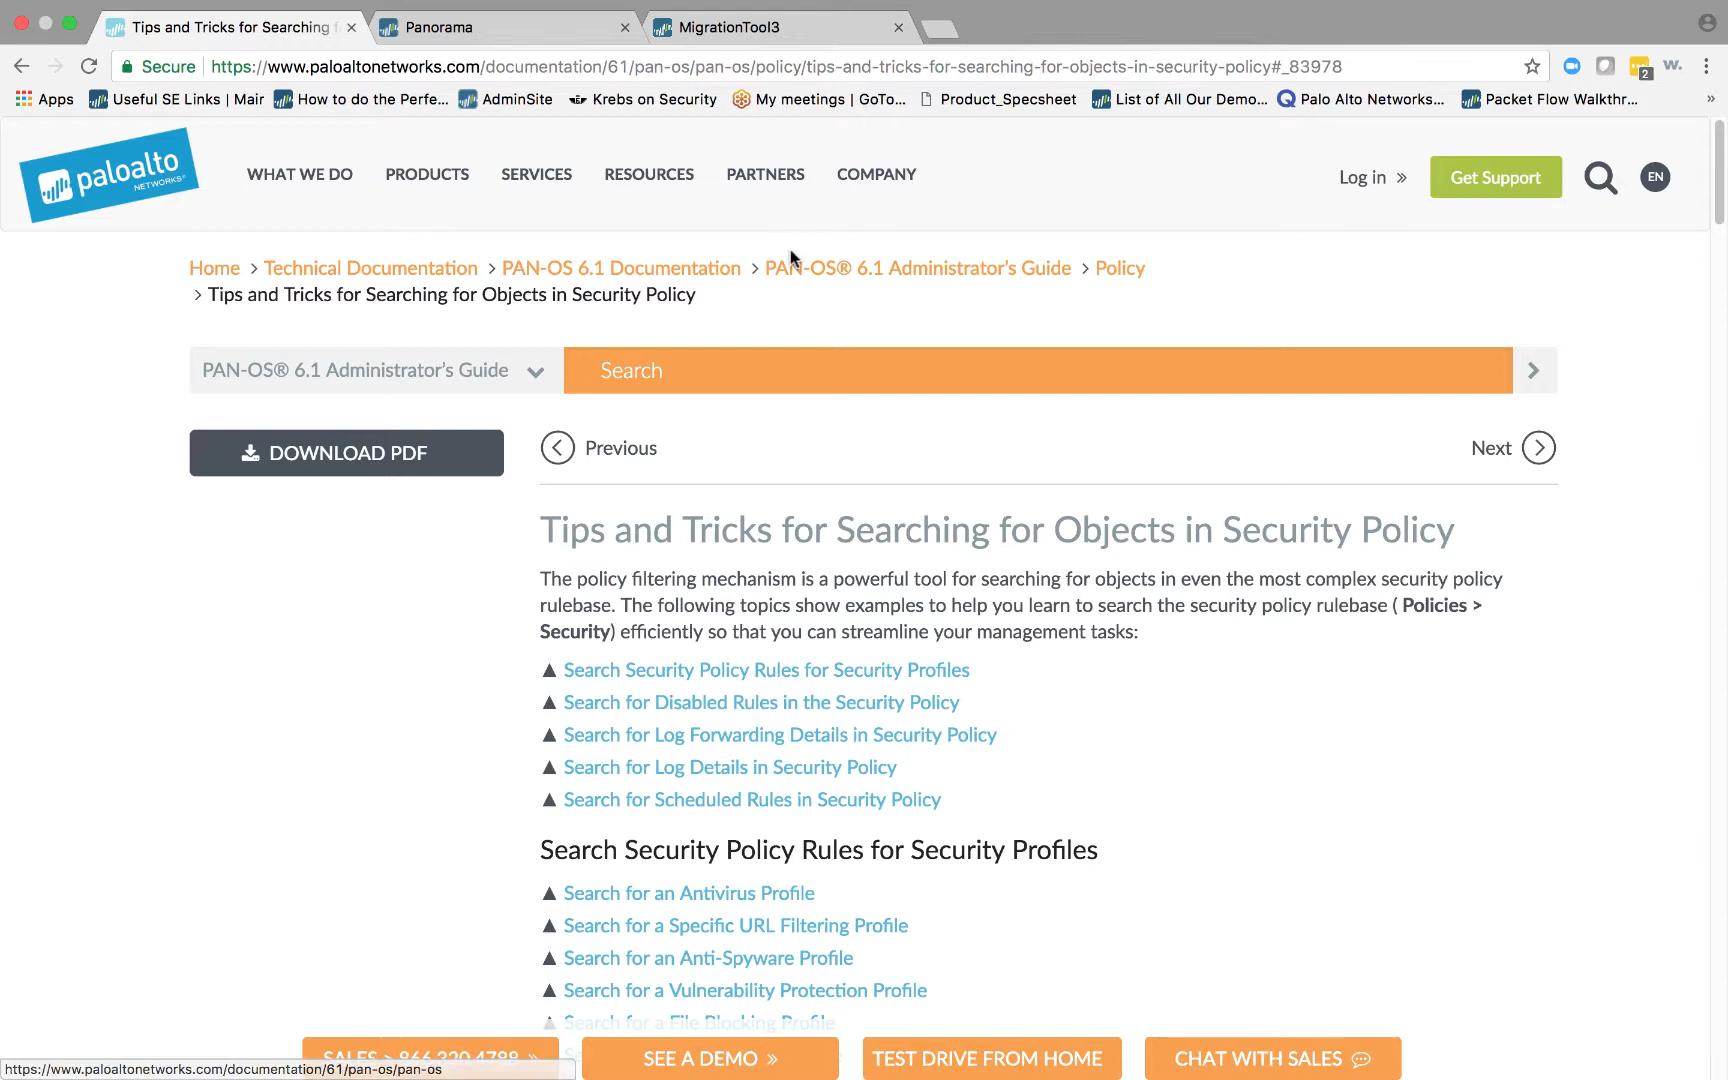 Tips and Tricks for Searching f
Panorama
MigrationTool3
Secure https://www.paloaltonetworks.com/documentation/61/pan-os/pan-os/policy/tips-and-tricks-for-searching-for-objects-in-security-policy#_83978
2
w.
Apps Useful SE Links | Mair How to do the Perfe... AdminSite Krebs on Security My meetings | GoTo... Product_Specsheet List of All Our Demo... Palo Alto Networks... Packet Flow Walkthr... »
paloalto
NETWORKS®
WHAT WE DO PRODUCTS SERVICES RESOURCES PARTNERS COMPANY
Log in »
Get Support
EN
Home > Technical Documentation > PAN-OS 6.1 Documentation > PAN-OS® 6.1 Administrator's Guide > Policy
> Tips and Tricks for Searching for Objects in Security Policy
PAN-OS® 6.1 Administrator's Guide
Search
DOWNLOAD PDF
Previous
Next
Tips and Tricks for Searching for Objects in Security Policy
The policy filtering mechanism is a powerful tool for searching for objects in even the most complex security policy
rulebase. The following topics show examples to help you learn to search the security policy rulebase ( Policies >
Security) efficiently so that you can streamline your management tasks:
▲ Search Security Policy Rules for Security Profiles
▲ Search for Disabled Rules in the Security Policy
▲ Search for Log Forwarding Details in Security Policy
▲ Search for Log Details in Security Policy
▲ Search for Scheduled Rules in Security Policy
Search Security Policy Rules for Security Profiles
▲ Search for an Antivirus Profile
▲ Search for a Specific URL Filtering Profile
▲ Search for an Anti-Spyware Profile
▲ Search for a Vulnerability Protection Profile
▲ Search for a File Blocking Profile
SALES > 866.320.4788 »
SEE A DEMO »
TEST DRIVE FROM HOME
CHAT WITH SALES
https://www.paloaltonetworks.com/documentation/61/pan-os/pan-os